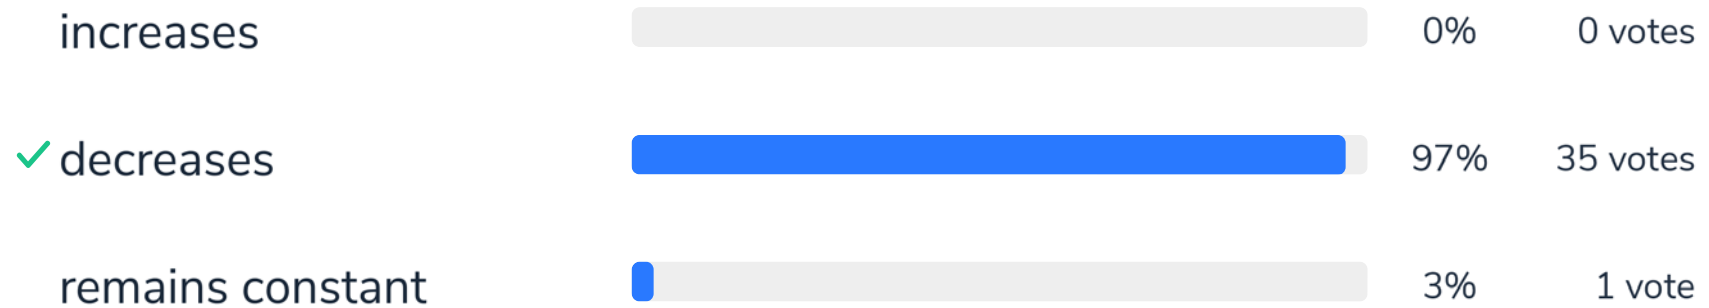 increases 0% 0 votes
decreases 97% 35 votes
remains constant 3% 1 vote